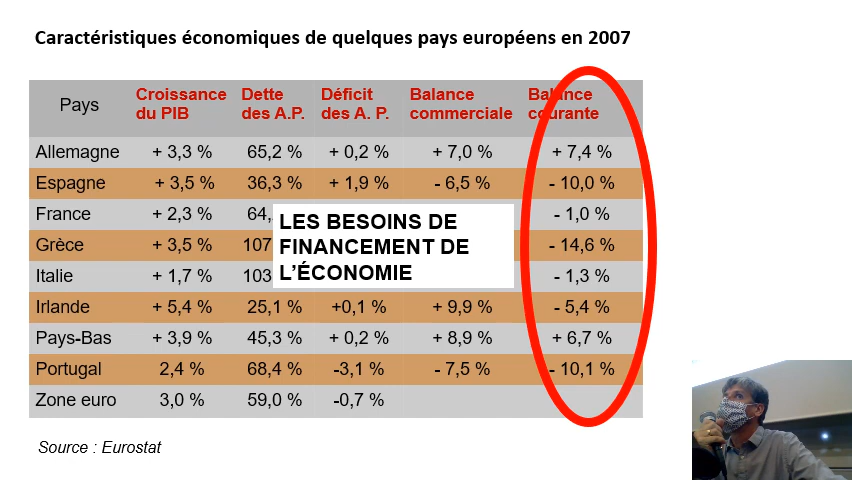 Caractéristiques économiques de quelques pays européens en 2007
Pays Croissance du PIB Dette des A.P. Déficit des A. P. Balance commerciale Balance courante
Allemagne + 3,3 % 65,2 % + 0,2 % + 7,0 % + 7,4 %
Espagne + 3,5 % 36,3 % + 1,9 % - 6,5 % - 10,0 %
France + 2,3 % 64, - 1,0 %
Grèce + 3,5 % 107 - 14,6 %
Italie + 1,7 % 103 - 1,3 %
LES BESOINS DE
FINANCEMENT DE
L'ÉCONOMIE
Irlande + 5,4 % 25,1 % +0,1 % + 9,9 % - 5,4 %
Pays-Bas + 3,9 % 45,3 % + 0,2 % + 8,9 % + 6,7 %
Portugal 2,4 % 68,4 % -3,1 % - 7,5 % - 10,1 %
Zone euro 3,0 % 59,0 % -0,7 %
Source : Eurostat